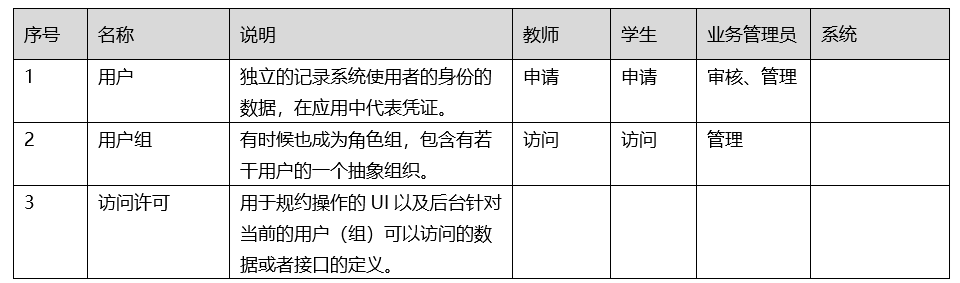 序号 名称 说明 教师 学生 业务管理员 系统
1 用户 独立的记录系统使用者的身份的 申请 申请 审核、管理
数据，在应用中代表凭证。
2 用户组 有时候也成为角色组，包含有若 访问 访问 管理
干用户的一个抽象组织。
3 访问许可 用于规约操作的 UI 以及后台针对
当前的用户（组）可以访问的数
据或者接口的定义。